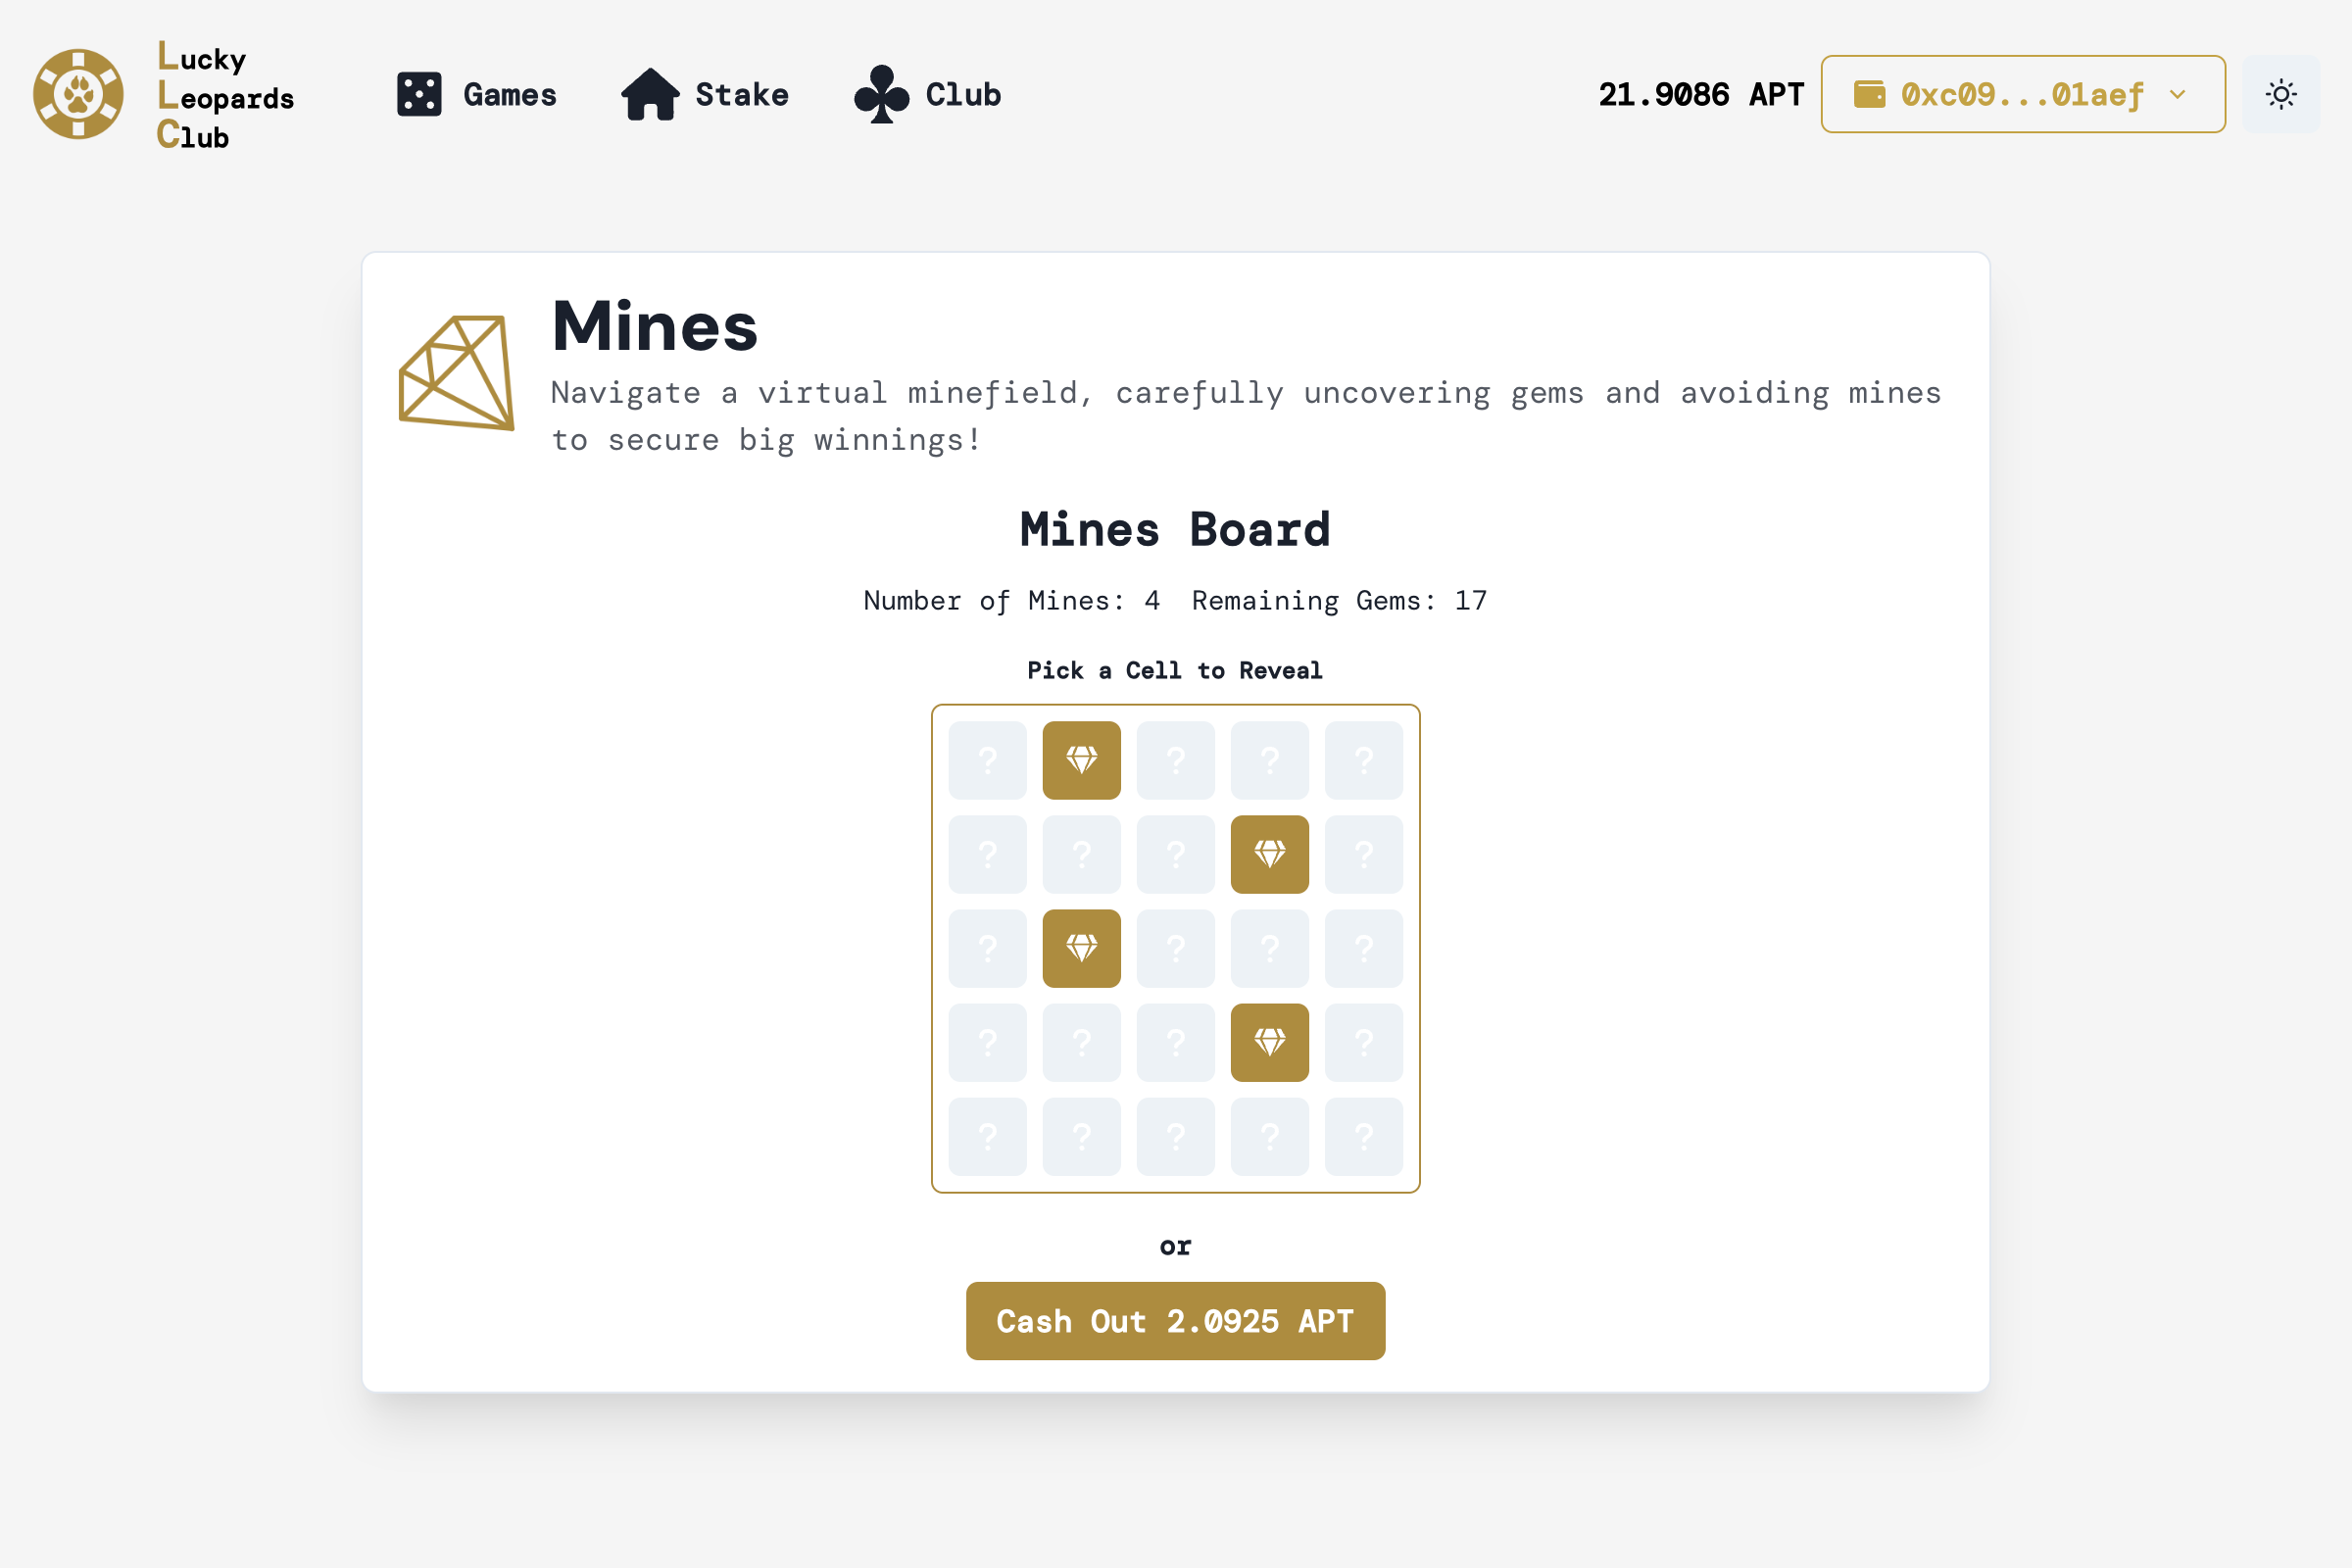 Lucky
Leopards
Club
Games
Stake
Club
21.9086 APT
0xc09...01aef
Mines
Navigate a virtual minefield, carefully uncovering gems and avoiding mines
to secure big winnings!
Mines Board
Number of Mines: 4 Remaining Gems: 17
Pick a Cell to Reveal
? ? ? ?
? ? ? ?
? ? ? ?
? ? ? ?
? ? ? ? ?
or
Cash Out 2.0925 APT